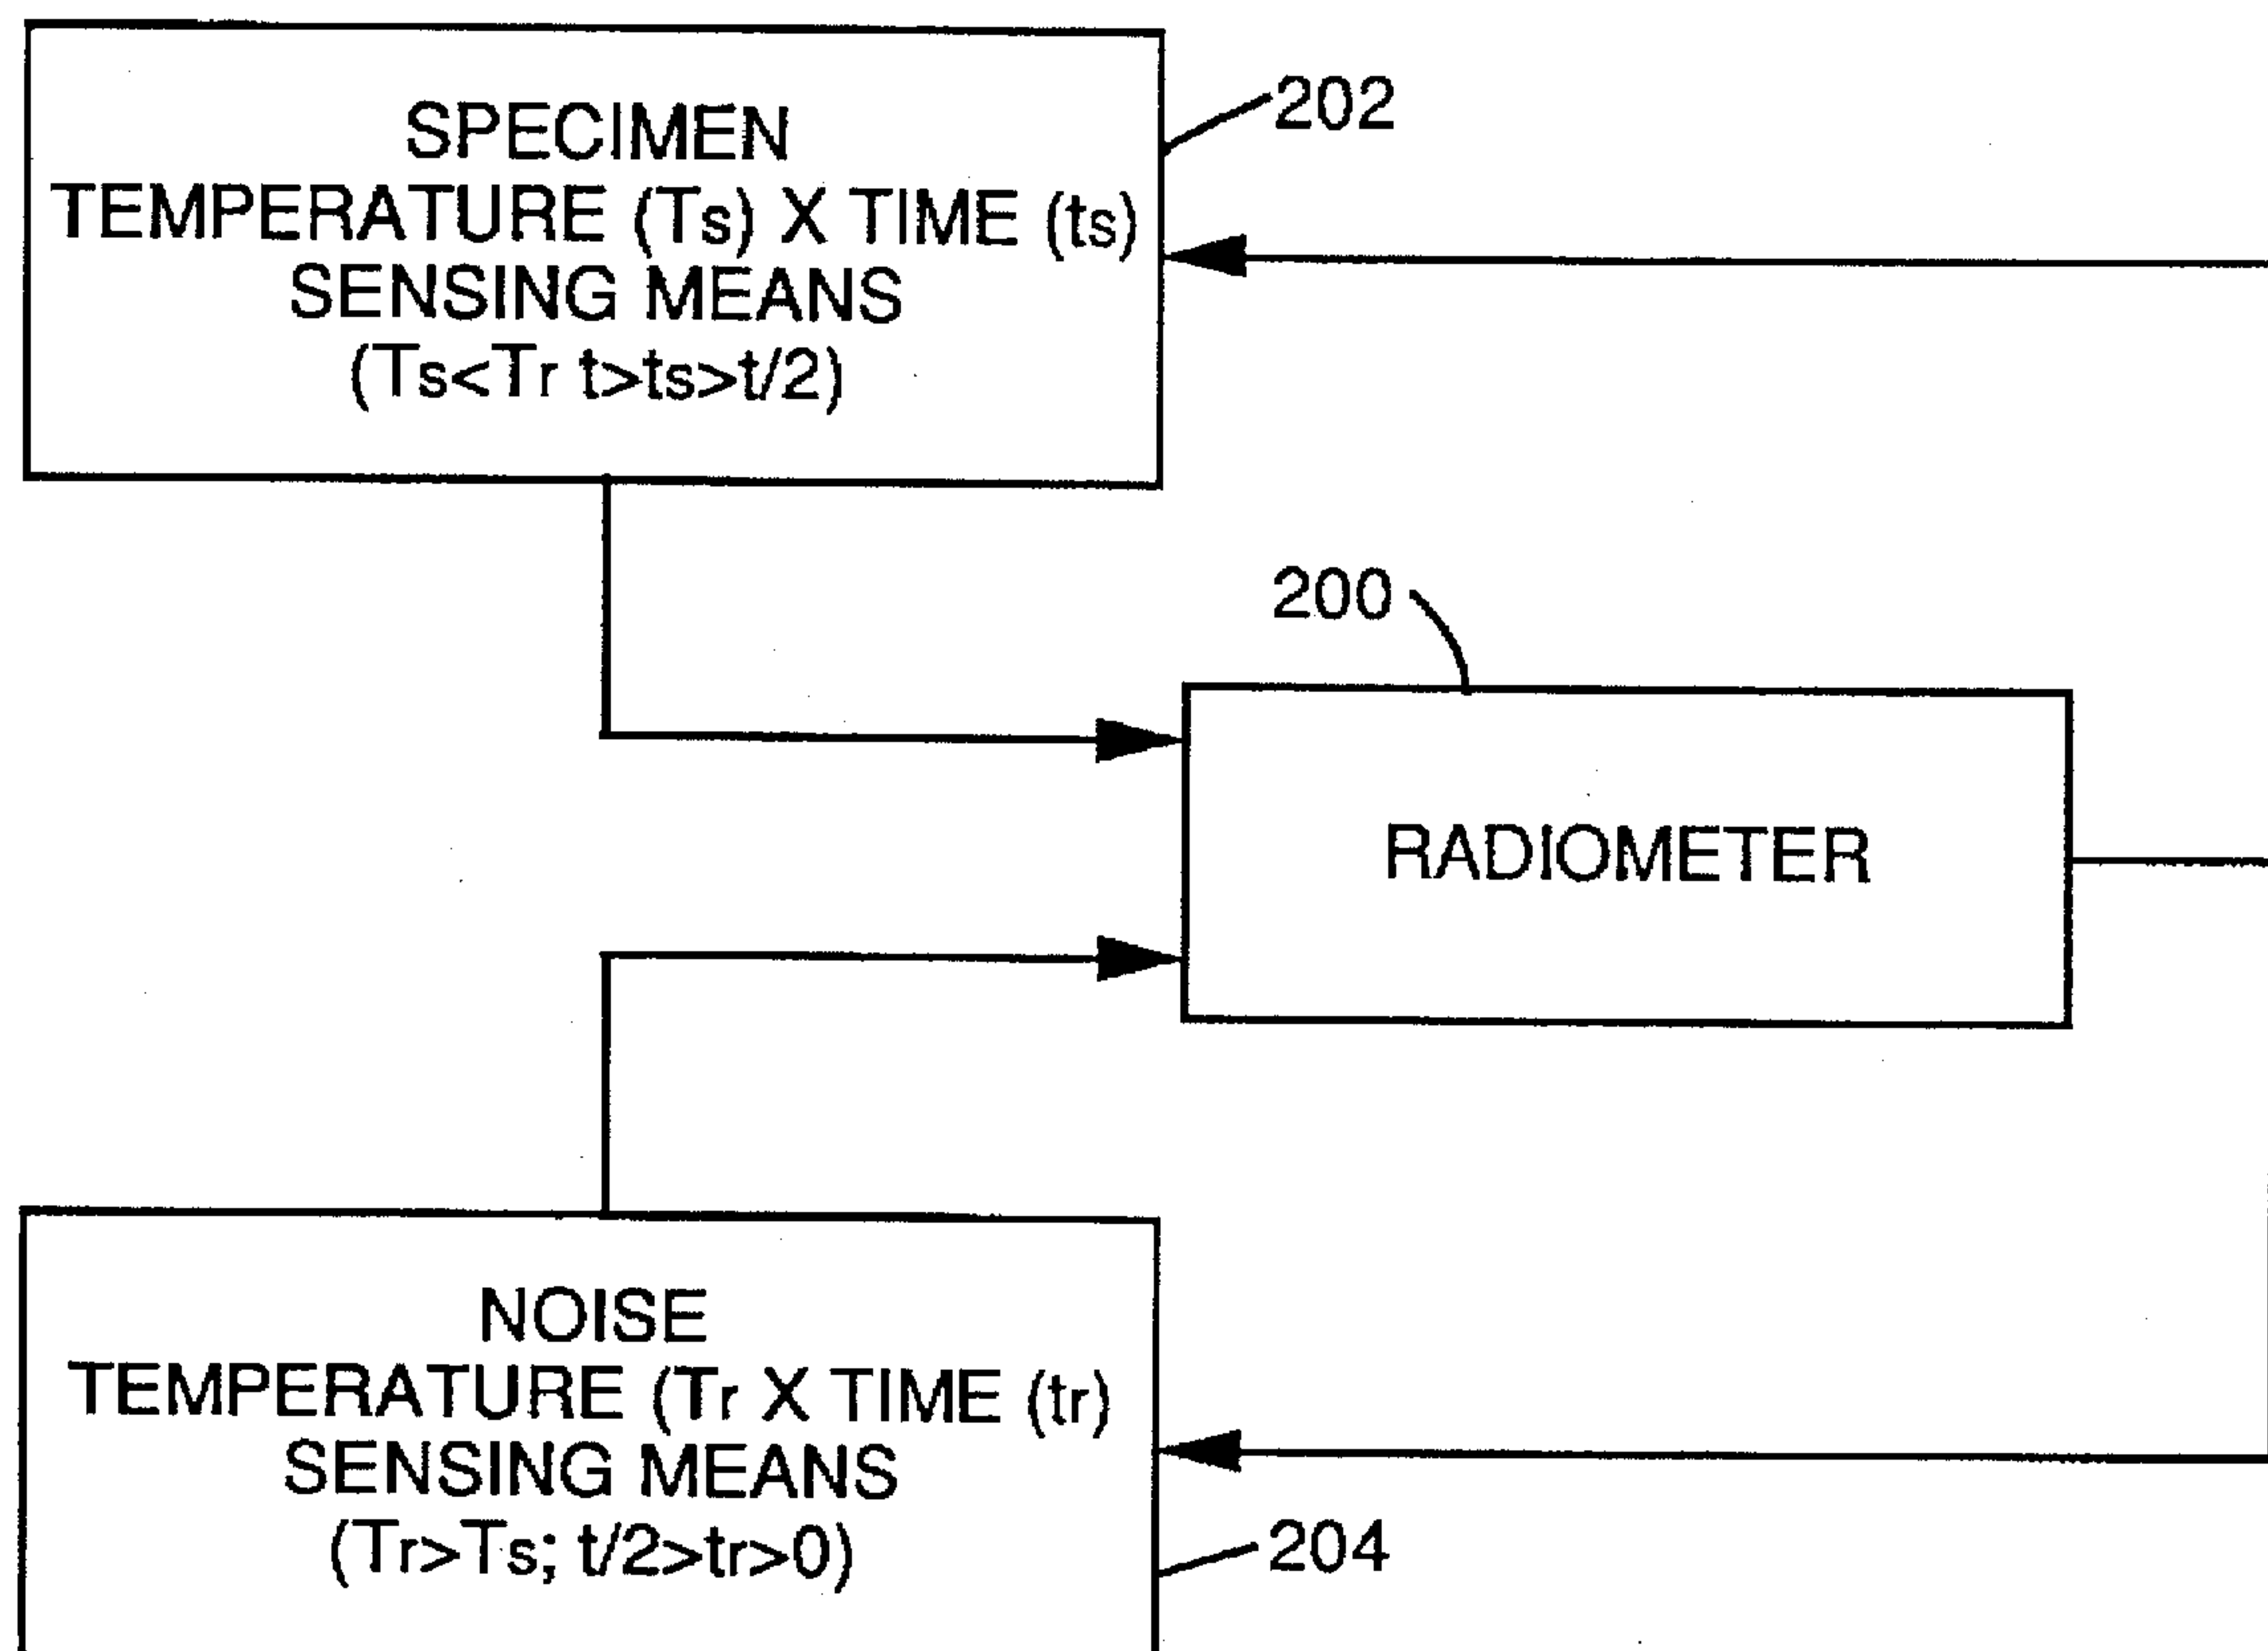 SPECIMEN
TEMPERATURE (Ts) X TIME (ts)
SENSING MEANS
(Ts<Tr t>ts>t/2)
202
200
RADIOMETER
NOISE
TEMPERATURE (Tr X TIME (tr)
SENSING MEANS
(Tr>Ts; t/2>tr>0)
204